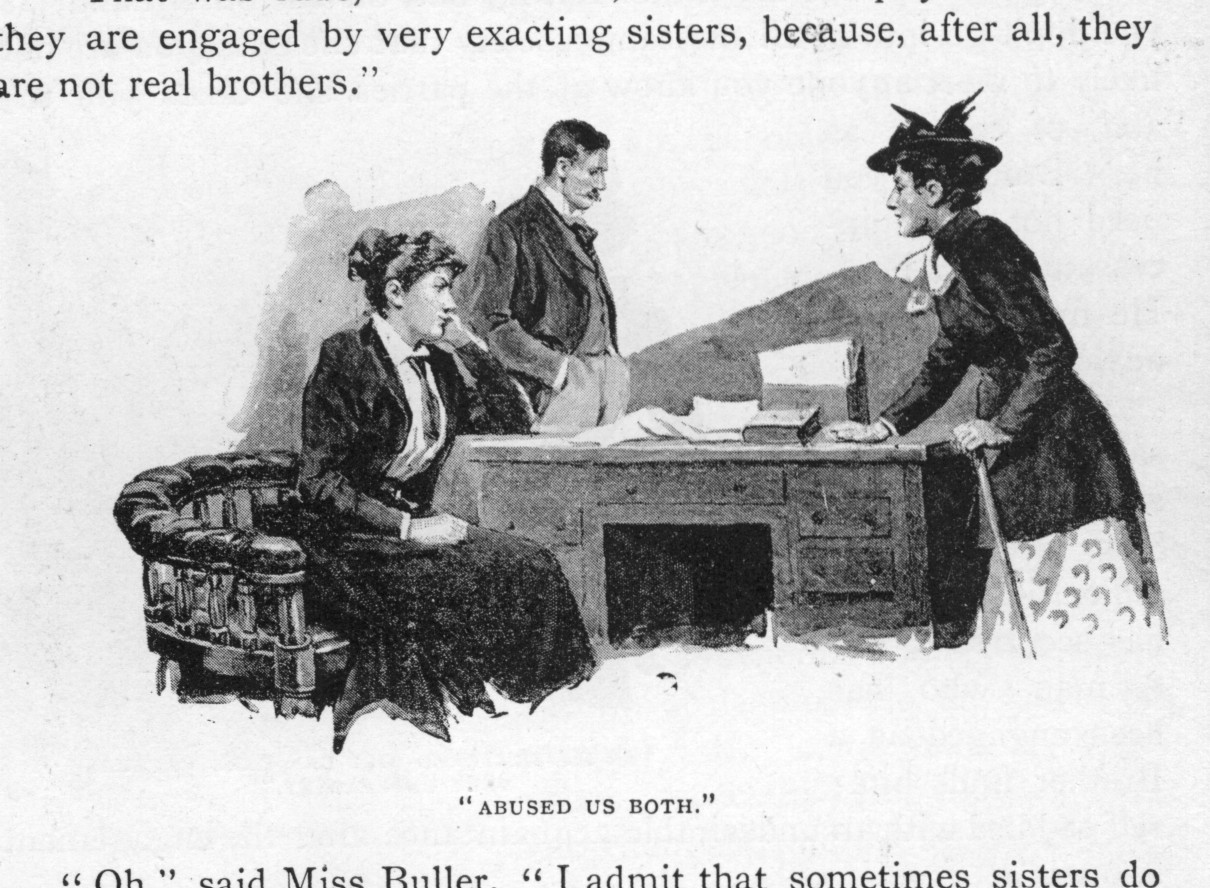 they are engaged by very exacting sisters, because, after all, they
are not real brothers.”
“ABUSED US BOTH.”
“Oh,” said Miss Buller, “I admit that sometimes sisters do